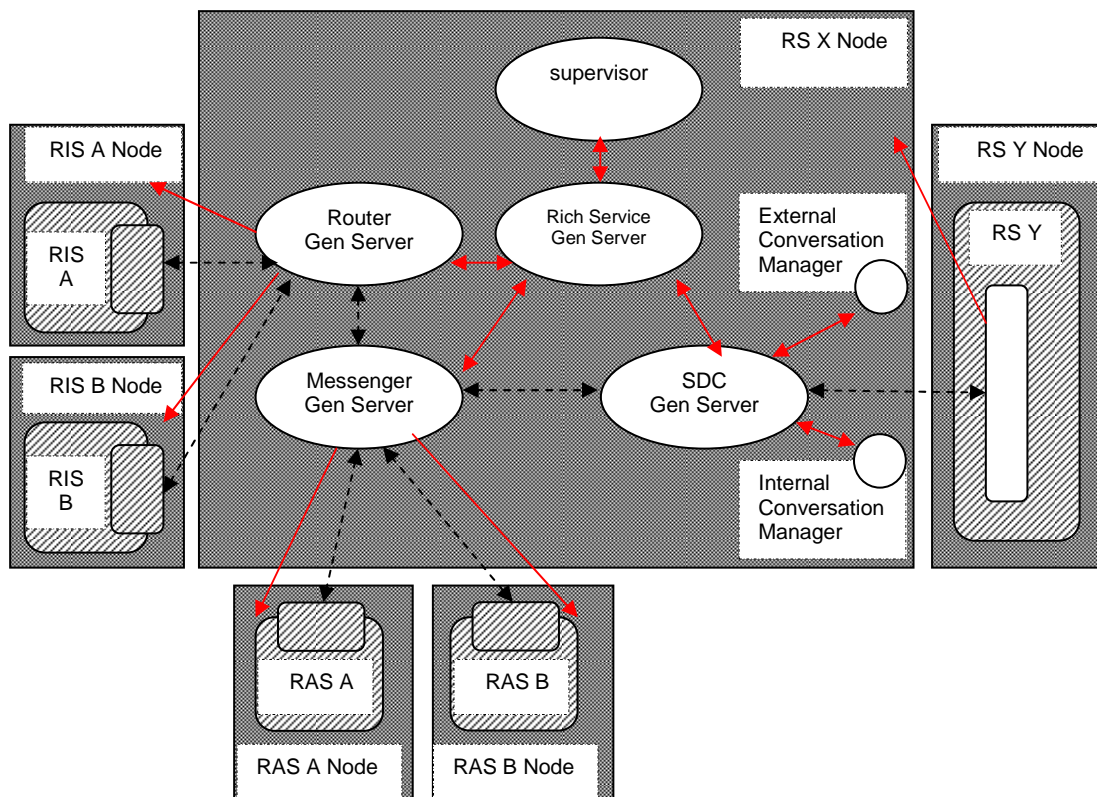 RS X Node
supervisor
RIS A Node
RS Y Node
Router
Gen Server
Rich Service
Gen Server
External
Conversation
Manager
RIS
A
RS Y
RIS B Node
Messenger
Gen Server
SDC
Gen Server
RIS
B
Internal
Conversation
Manager
RAS A
RAS B
RAS A Node
RAS B Node